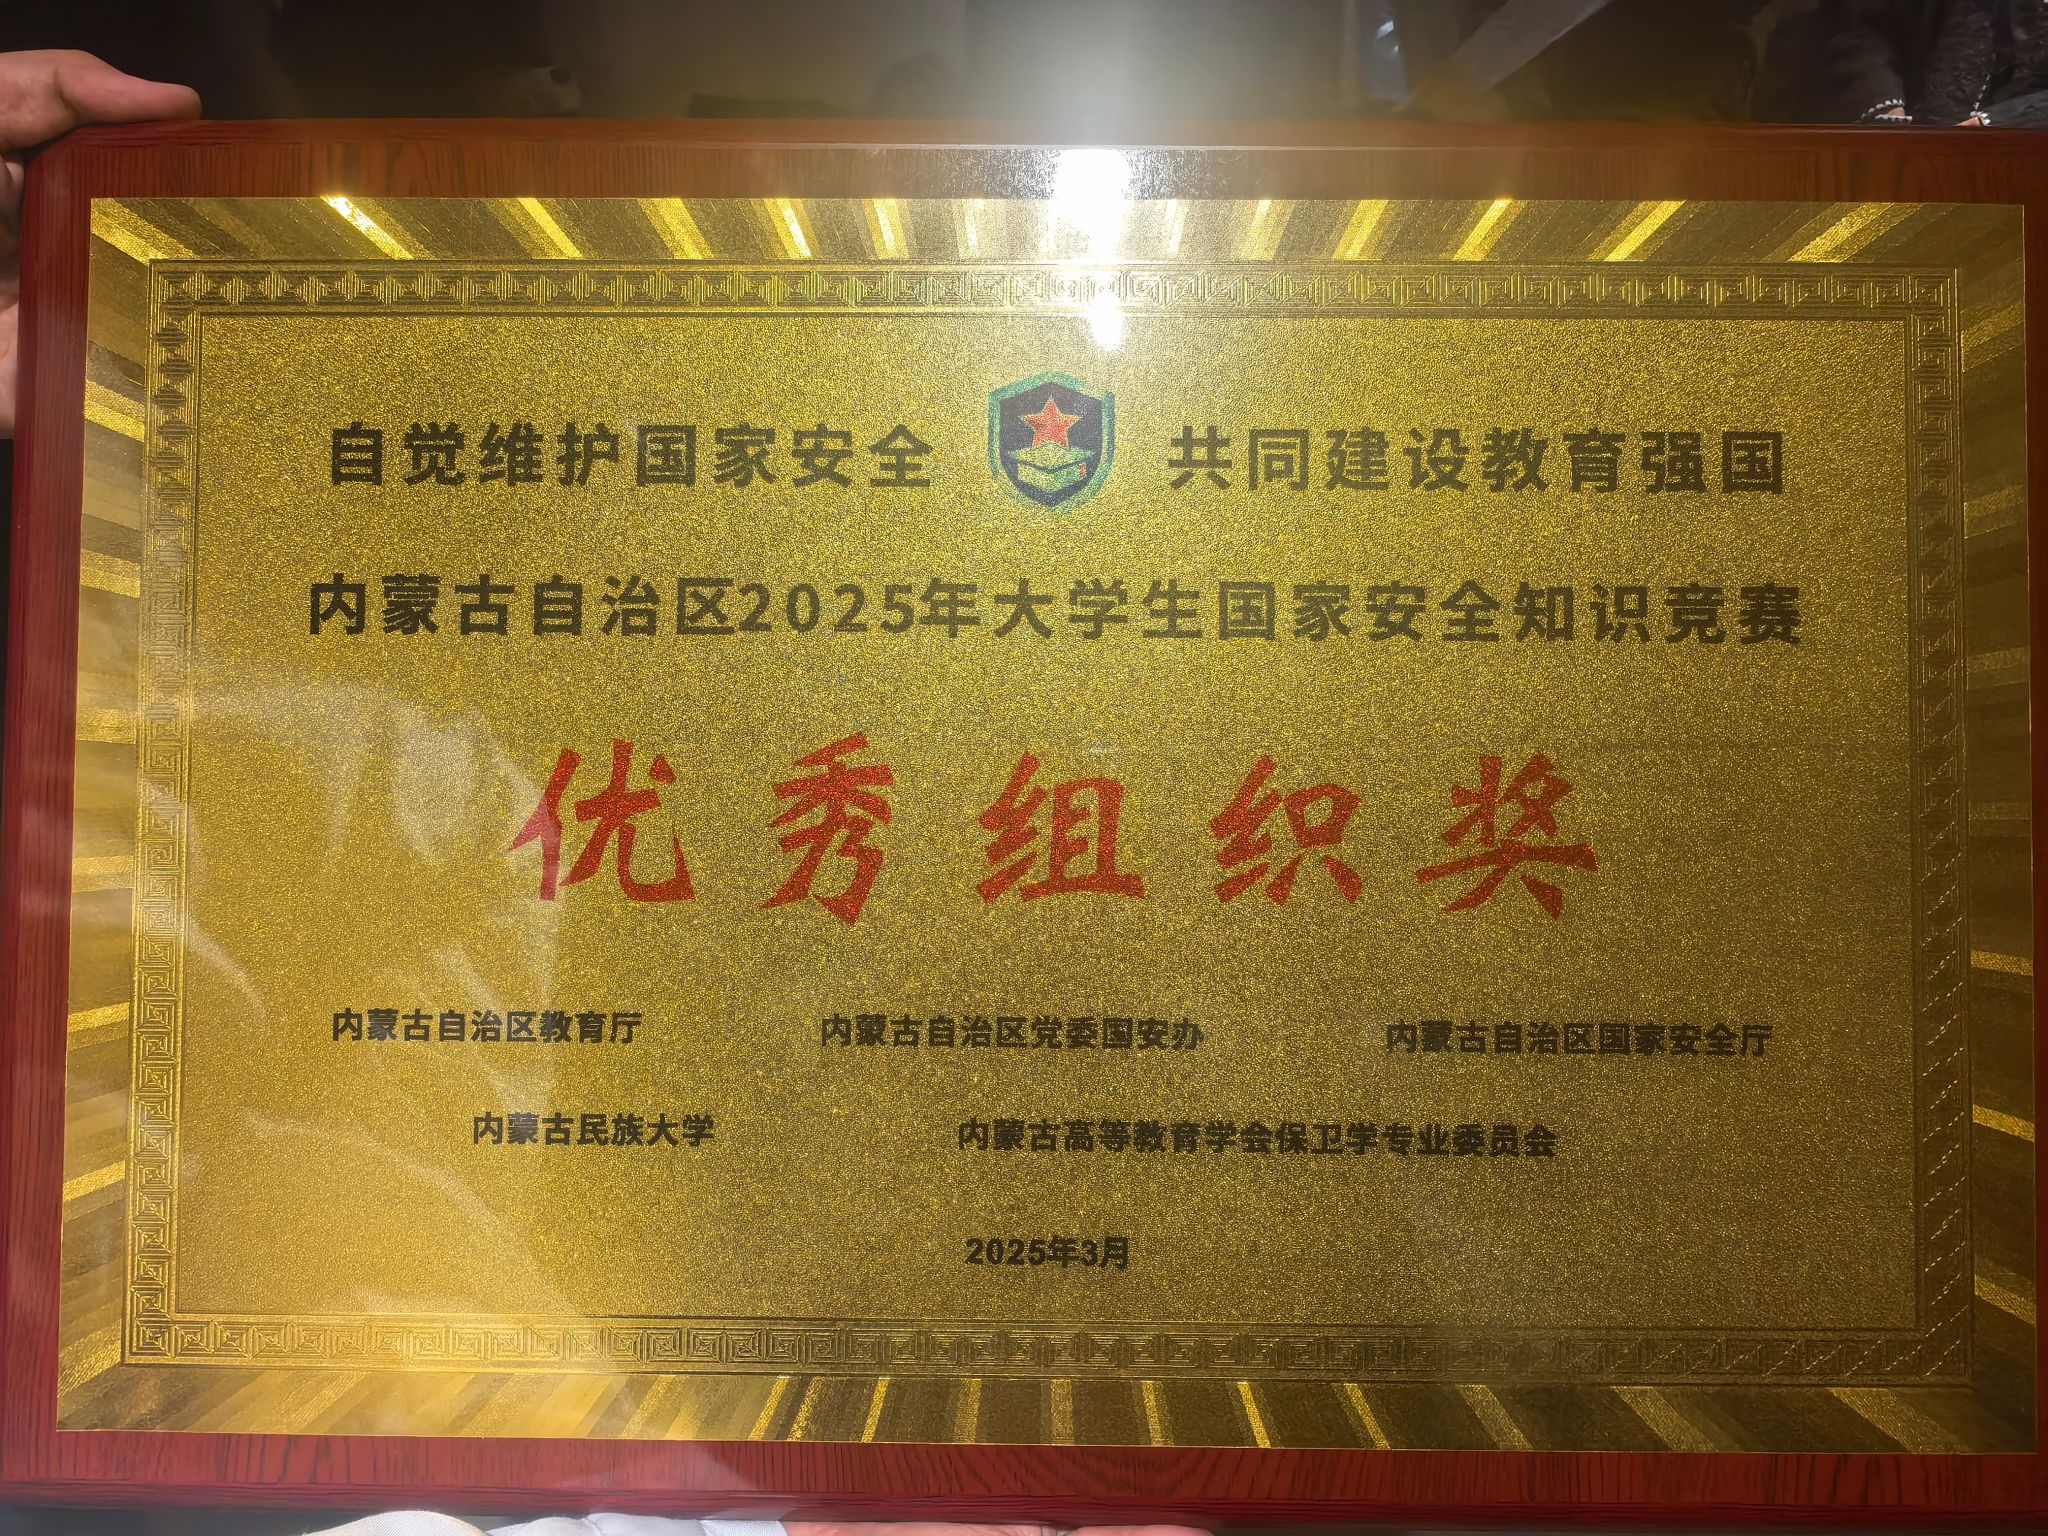 自觉维护国家安全 共同建设教育强国
内蒙古自治区2025年大学生国家安全知识竞赛
优秀组织奖
内蒙古自治区教育厅 内蒙古自治区党委国安办 内蒙古自治区国家安全厅
内蒙古民族大学 内蒙古高等教育学会保卫学专业委员会
2025年3月